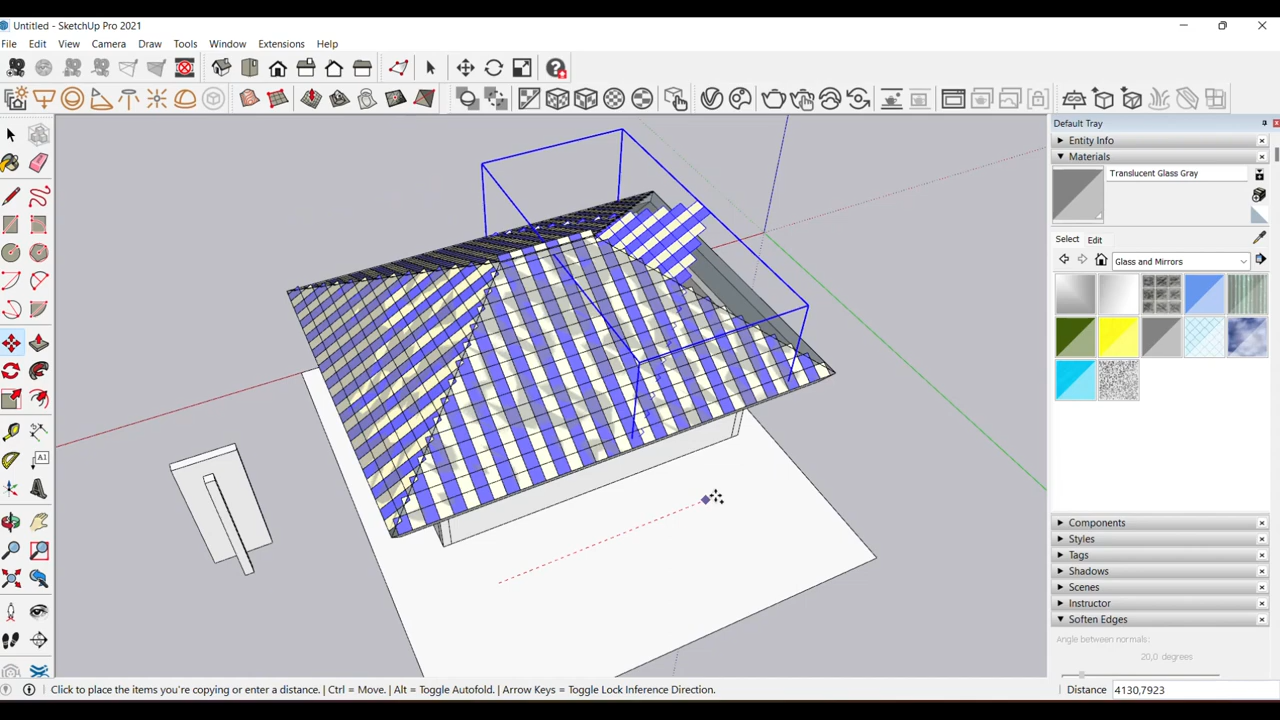 Untitled - SketchUp Pro 2021
File Edit View Camera Draw Tools Window Extensions Help
Default Tray
Entity Info
Materials
Translucent Glass Gray
Select Edit
Glass and Mirrors
A1
Components
Styles
Tags
Shadows
Scenes
Instructor
Soften Edges
Angle between normals:
20,0 degrees
Click to place the items you're copying or enter a distance. | Ctrl = Move. | Alt = Toggle Autofold. | Arrow Keys = Toggle Lock Inference Direction.
Distance 4130,7923